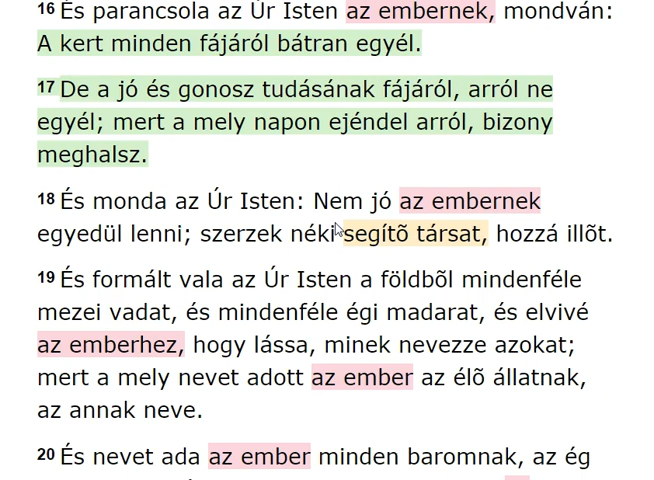 16 És parancsola az Úr Isten az embernek, mondván:
A kert minden fájáról bátran egyél.
17 De a jó és gonosz tudásának fájáról, arról ne
egyél; mert a mely napon ejéndel arról, bizony
meghalsz.
18 És monda az Úr Isten: Nem jó az embernek
egyedül lenni; szerzek néki segítõ társat, hozzá illõt.
19 És formált vala az Úr Isten a földbõl mindenféle
mezei vadat, és mindenféle égi madarat, és elvivé
az emberhez, hogy lássa, minek nevezze azokat;
mert a mely nevet adott az ember az élõ állatnak,
az annak neve.
20 És nevet ada az ember minden baromnak, az ég